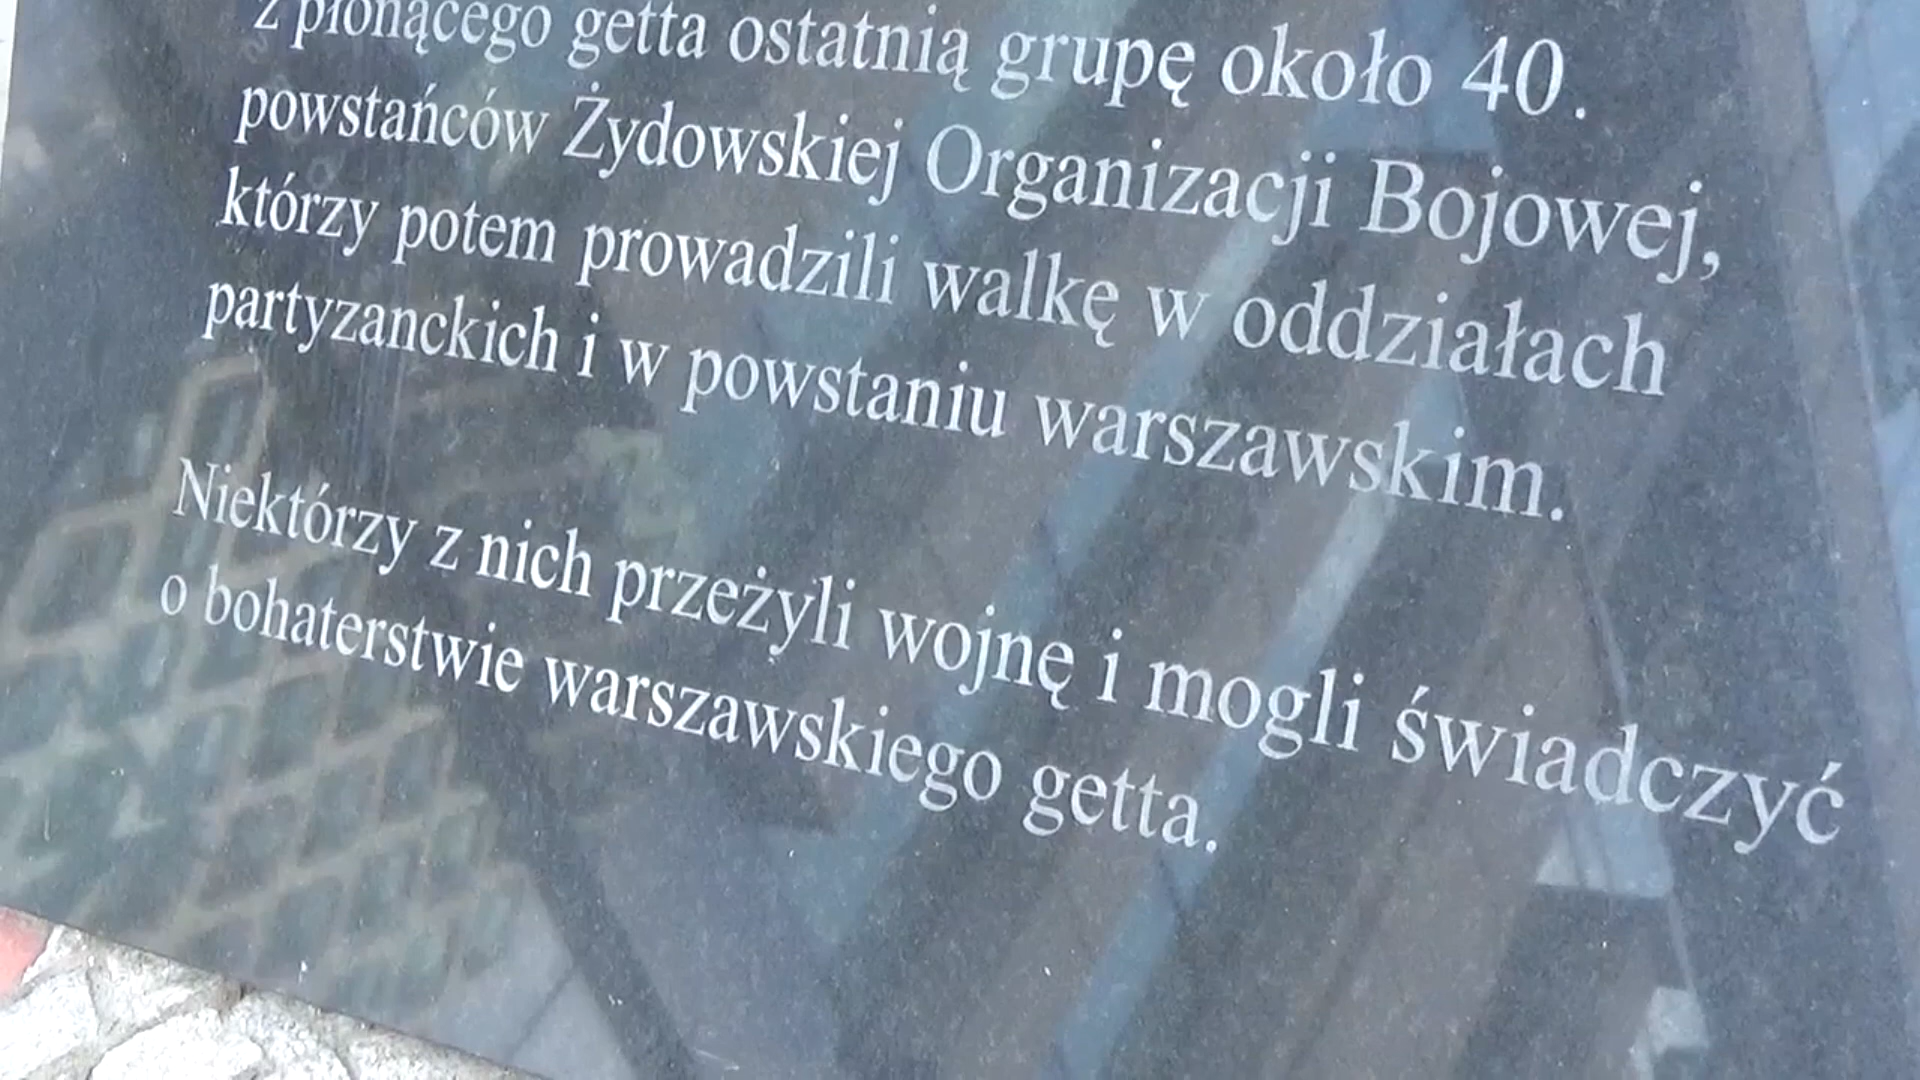 z płonącego getta ostatnią grupę około 40.
powstańców Żydowskiej Organizacji Bojowej,
którzy potem prowadzili walkę w oddziałach
partyzanckich i w powstaniu warszawskim.
Niektórzy z nich przeżyli wojnę i mogli świadczyć
o bohaterstwie warszawskiego getta.